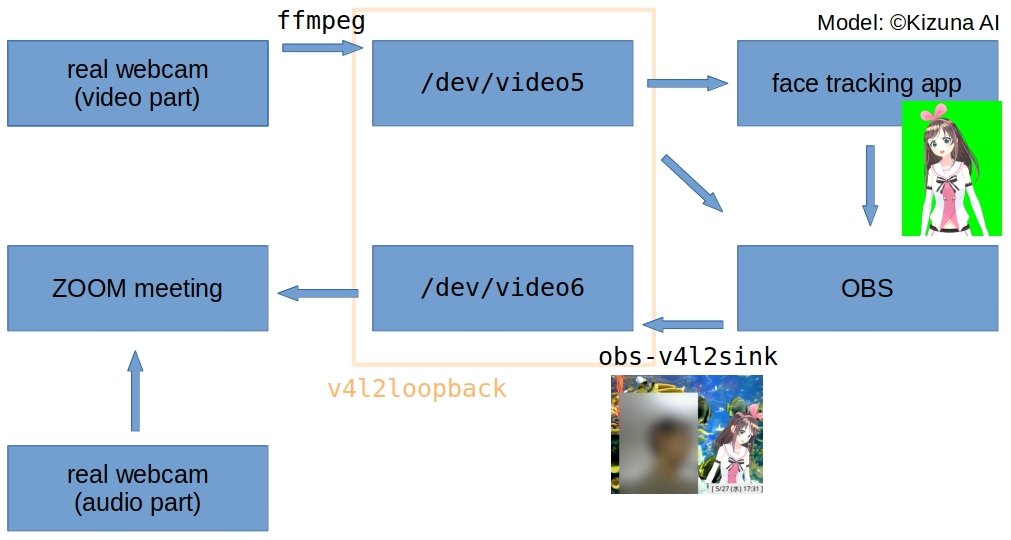 ffmpeg
Model: ©Kizuna AI
real webcam
(video part)
/dev/video5
face tracking app
ZOOM meeting
/dev/video6
OBS
obs-v4l2sink
v4l2loopback
real webcam
(audio part)
[ 5/27 (水) 17:31 ]